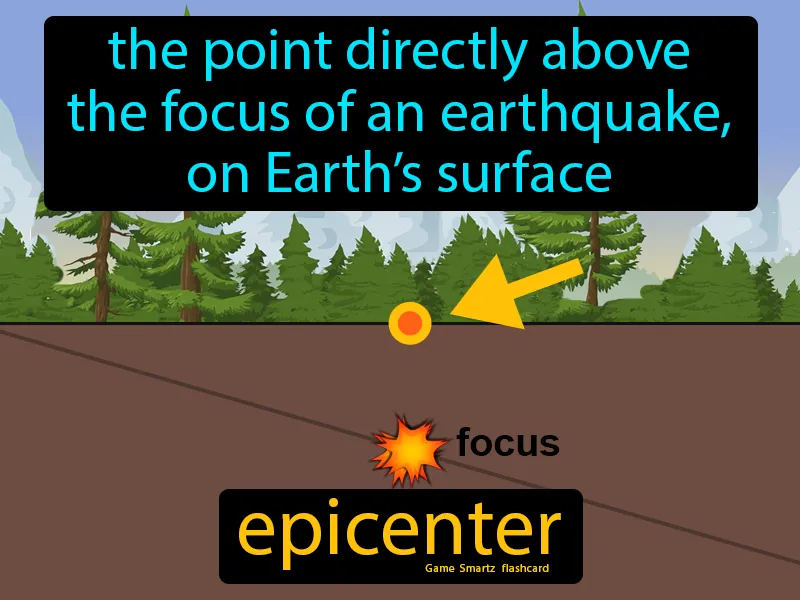 the point directly above
the focus of an earthquake,
on Earth’s surface
focus
epicenter
Game Smartz flashcard